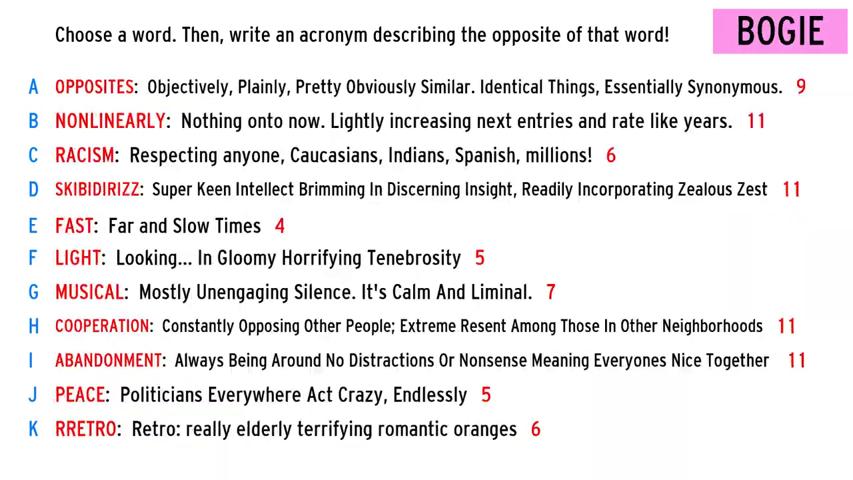 Choose a word. Then, write an acronym describing the opposite of that word!
BOGIE
A OPPOSITES: Objectively, Plainly, Pretty Obviously Similar. Identical Things, Essentially Synonymous. 9
B NONLINEARLY: Nothing onto now. Lightly increasing next entries and rate like years. 11
C RACISM: Respecting anyone, Caucasians, Indians, Spanish, millions! 6
D SKIBIDIRIZZ: Super Keen Intellect Brimming In Discerning Insight, Readily Incorporating Zealous Zest 11
E FAST: Far and Slow Times 4
F LIGHT: Looking... In Gloomy Horrifying Tenebrosity 5
G MUSICAL: Mostly Unengaging Silence. It's Calm And Liminal. 7
H COOPERATION: Constantly Opposing Other People; Extreme Resent Among Those In Other Neighborhoods 11
I ABANDONMENT: Always Being Around No Distractions Or Nonsense Meaning Everyones Nice Together 11
J PEACE: Politicians Everywhere Act Crazy, Endlessly 5
K RRETRO: Retro: really elderly terrifying romantic oranges 6